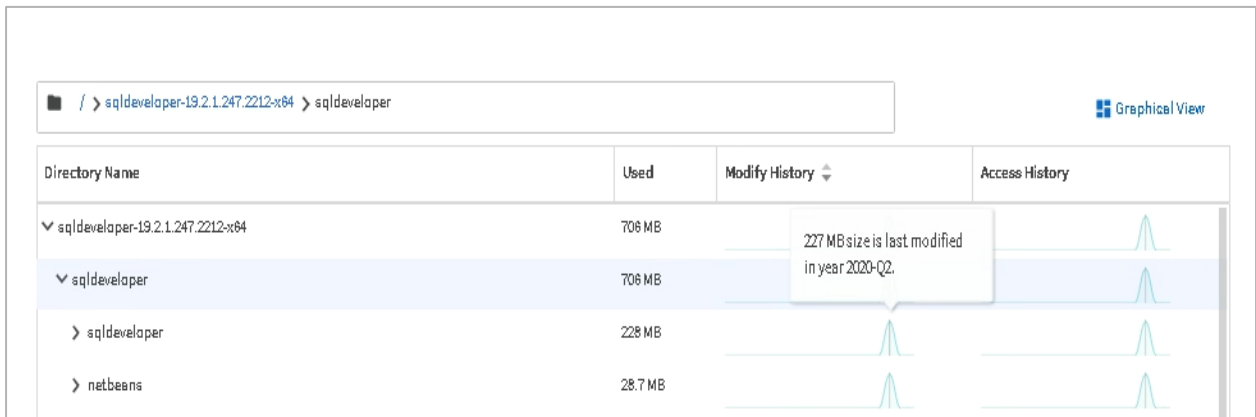 / > sqldeveloper-19.2.1.247.2212-x64 > sqldeveloper
Graphical View
Directory Name Used Modify History Access History
sqldeveloper-19.2.1.247.2212-x64 706 MB
227 MB size is last modified
in year 2020-Q2.
sqldeveloper 706 MB
sqldeveloper 228 MB
netbeans 28.7 MB